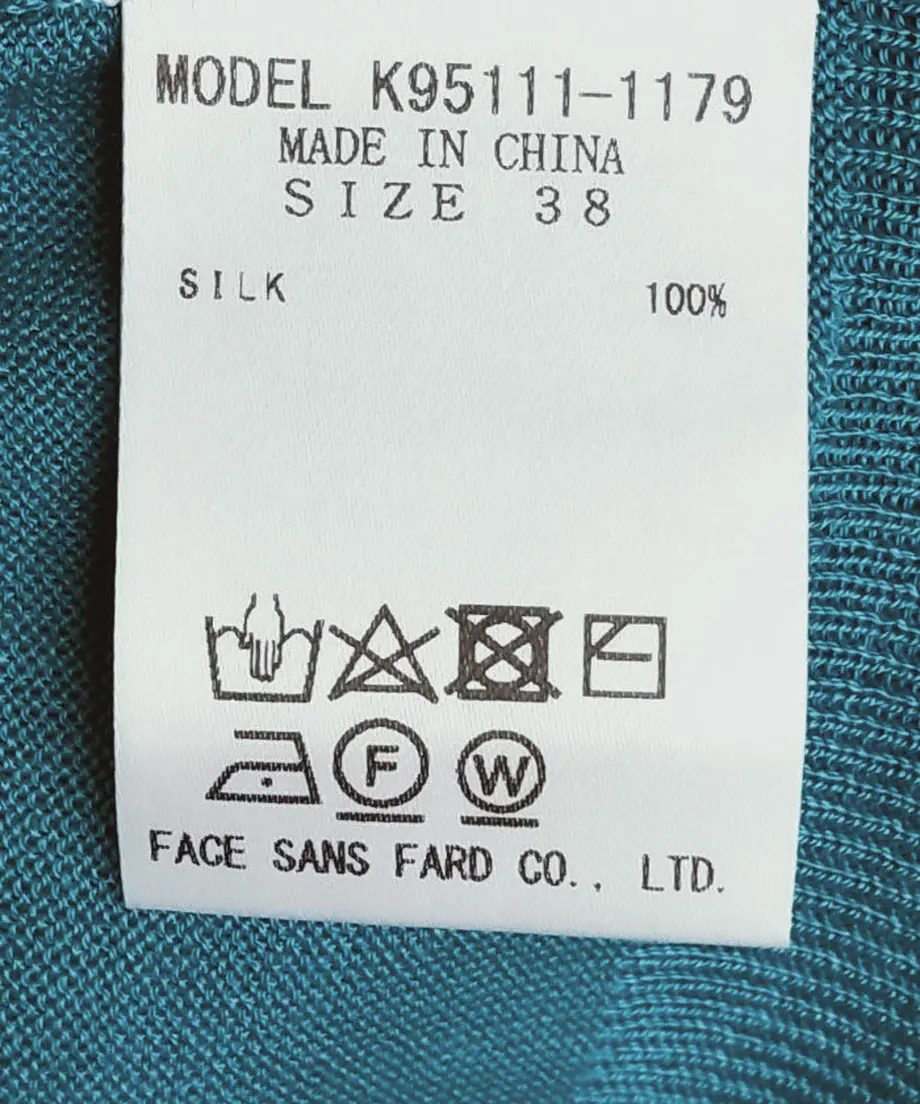 MODEL K95111-1179
MADE IN CHINA
SIZE 38
SILK 100%
F W
FACE SANS FARD CO., LTD.